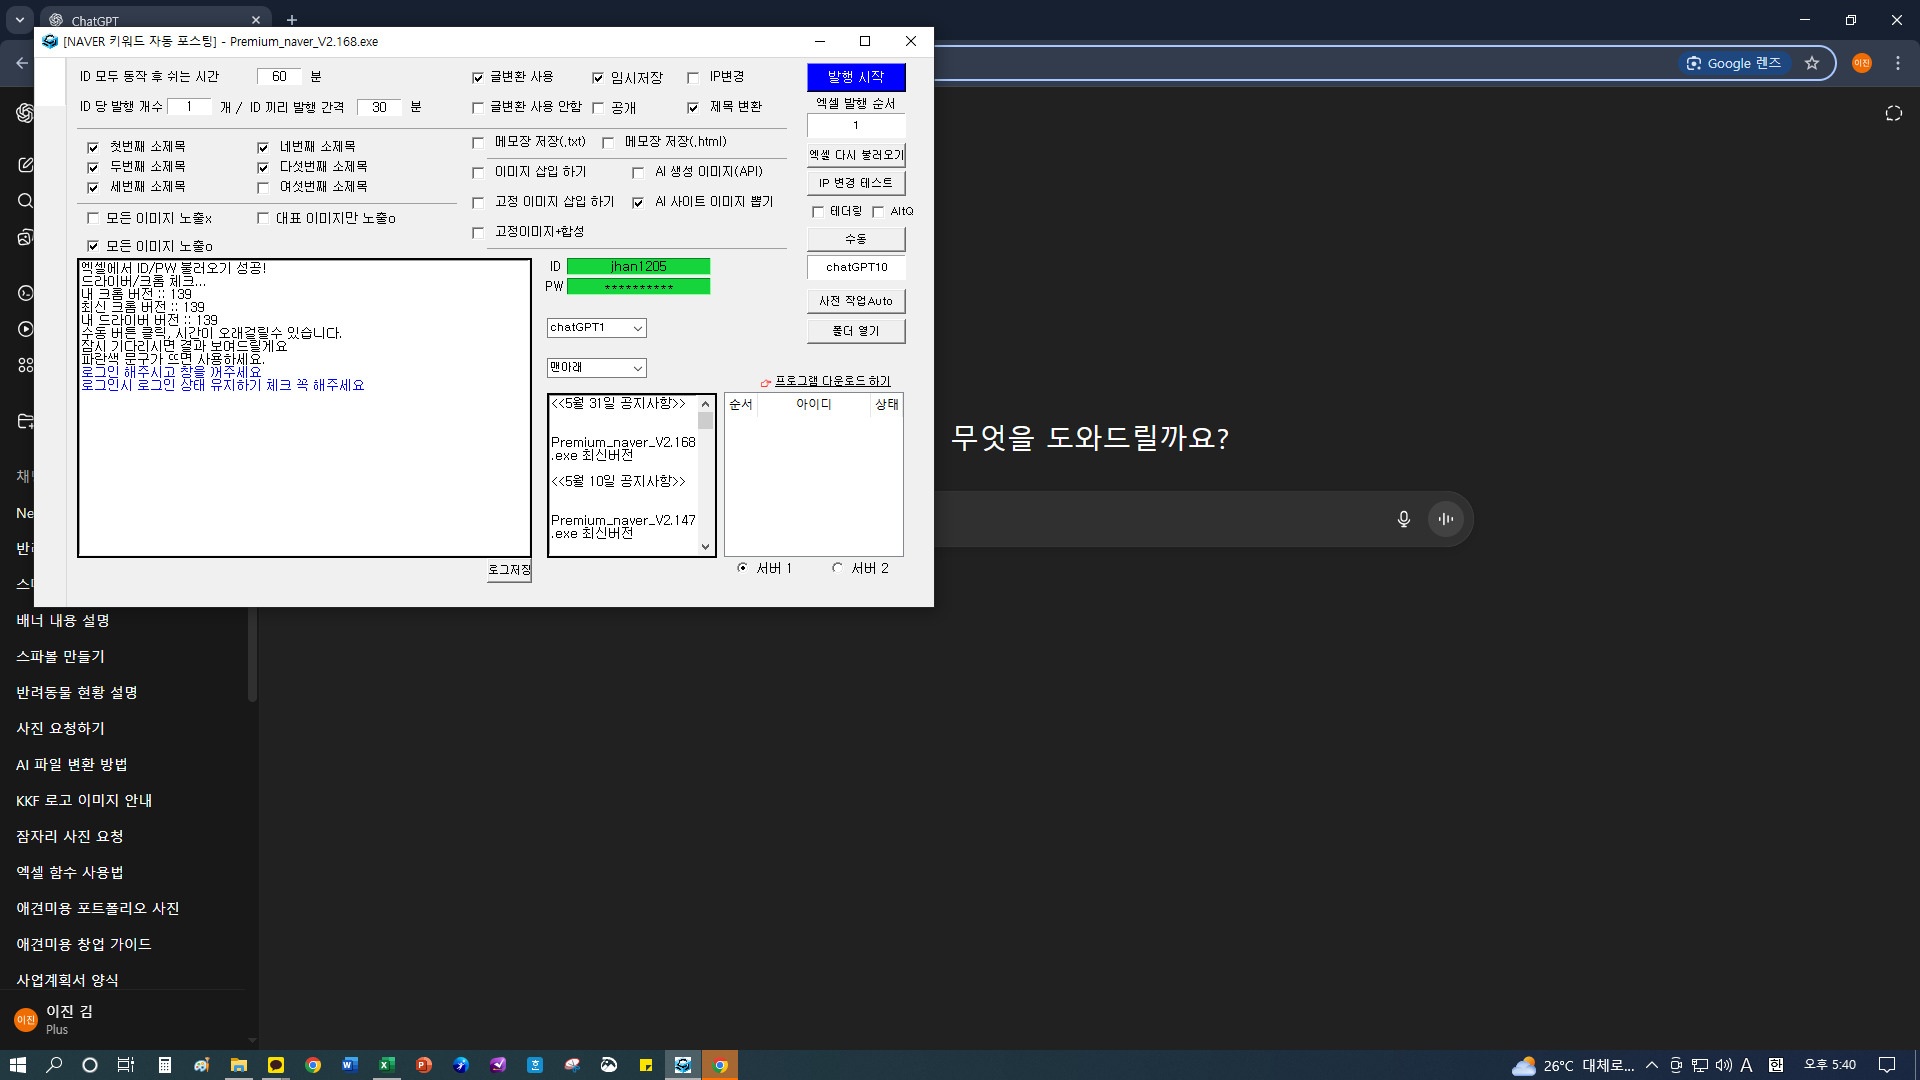 ChatGPT
[NAVER 키워드 자동 포스팅] - Premium_naver_V2.168.exe
Google 렌즈
이진
ID 모두 동작 후 쉬는 시간 60 분
ID 당 발행 개수 1 개 / ID 끼리 발행 간격 30 분
글변환 사용
임시저장
IP변경
글변환 사용 안함
공개
제목 변환
발행 시작
엑셀 발행 순서
1
엑셀 다시 불러오기
IP 변경 테스트
테더링
AltQ
수동
chatGPT10
사전 작업Auto
폴더 열기
첫번째 소제목
네번째 소제목
두번째 소제목
다섯번째 소제목
세번째 소제목
여섯번째 소제목
모든 이미지 노출x
대표 이미지만 노출o
모든 이미지 노출o
메모장 저장(.txt)
메모장 저장(.html)
이미지 삽입 하기
AI 생성 이미지(API)
고정 이미지 삽입 하기
AI 사이트 이미지 뽑기
고정이미지+합성
엑셀에서 ID/PW 불러오기 성공!
드라이버/크롬 체크...
내 크롬 버전 :: 139
최신 크롬 버전 :: 139
내 드라이버 버전 :: 139
수동 버튼 클릭, 시간이 오래걸릴수 있습니다.
잠시 기다리시면 결과 보여드릴게요
파란색 문구가 뜨면 사용하세요.
로그인 해주시고 창을 꺼주세요
로그인시 로그인 상태 유지하기 체크 꼭 해주세요
로그저장
ID jhan1205
PW **********
chatGPT1
맨아래
프로그램 다운로드 하기
<<5월 31일 공지사항>>
Premium_naver_V2.168
.exe 최신버전
<<5월 10일 공지사항>>
Premium_naver_V2.147
.exe 최신버전
순서 아이디 상태
서버 1
서버 2
무엇을 도와드릴까요?
Ne
배너 내용 설명
스파볼 만들기
반려동물 현황 설명
사진 요청하기
AI 파일 변환 방법
KKF 로고 이미지 안내
잠자리 사진 요청
엑셀 함수 사용법
애견미용 포트폴리오 사진
애견미용 창업 가이드
사업계획서 양식
이진
이진 김
Plus
26°C 대체로...
A
한
오후 5:40